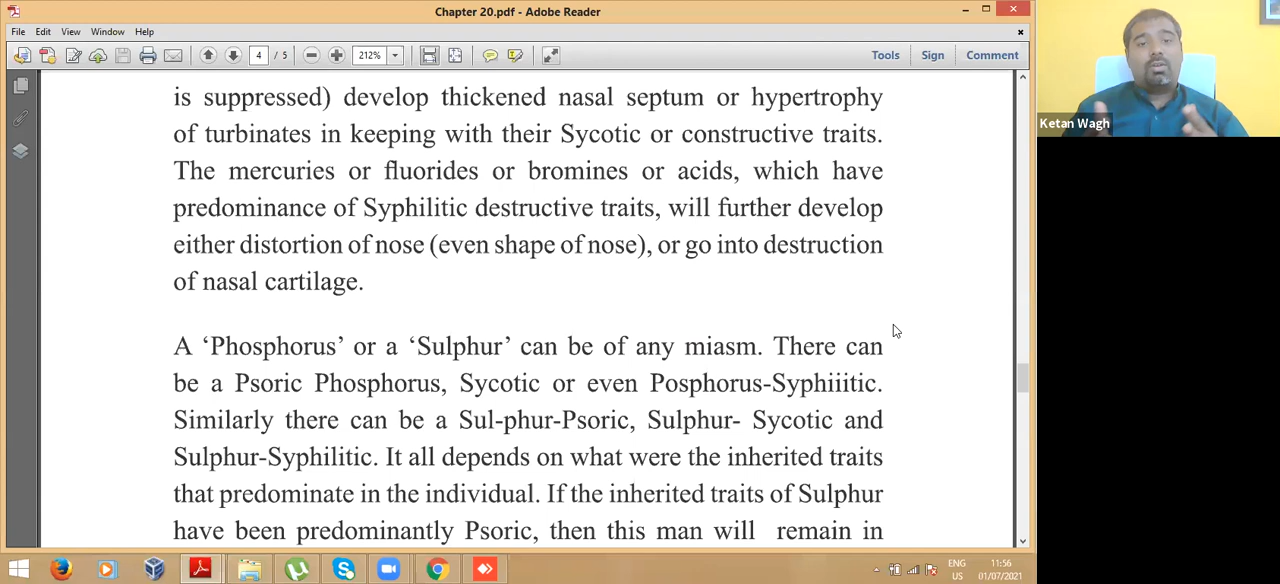 Chapter 20.pdf - Adobe Reader
File Edit View Window Help
4 / 5 212% Tools Sign Comment
is suppressed) develop thickened nasal septum or hypertrophy
of turbinates in keeping with their Sycotic or constructive traits.
The mercuries or fluorides or bromines or acids, which have
predominance of Syphilitic destructive traits, will further develop
either distortion of nose (even shape of nose), or go into destruction
of nasal cartilage.
A ‘Phosphorus’ or a ‘Sulphur’ can be of any miasm. There can
be a Psoric Phosphorus, Sycotic or even Posphorus-Syphiiitic.
Similarly there can be a Sul-phur-Psoric, Sulphur- Sycotic and
Sulphur-Syphilitic. It all depends on what were the inherited traits
that predominate in the individual. If the inherited traits of Sulphur
have been predominantly Psoric, then this man will remain in
Ketan Wagh
ENG 11:56
US 01/07/2021